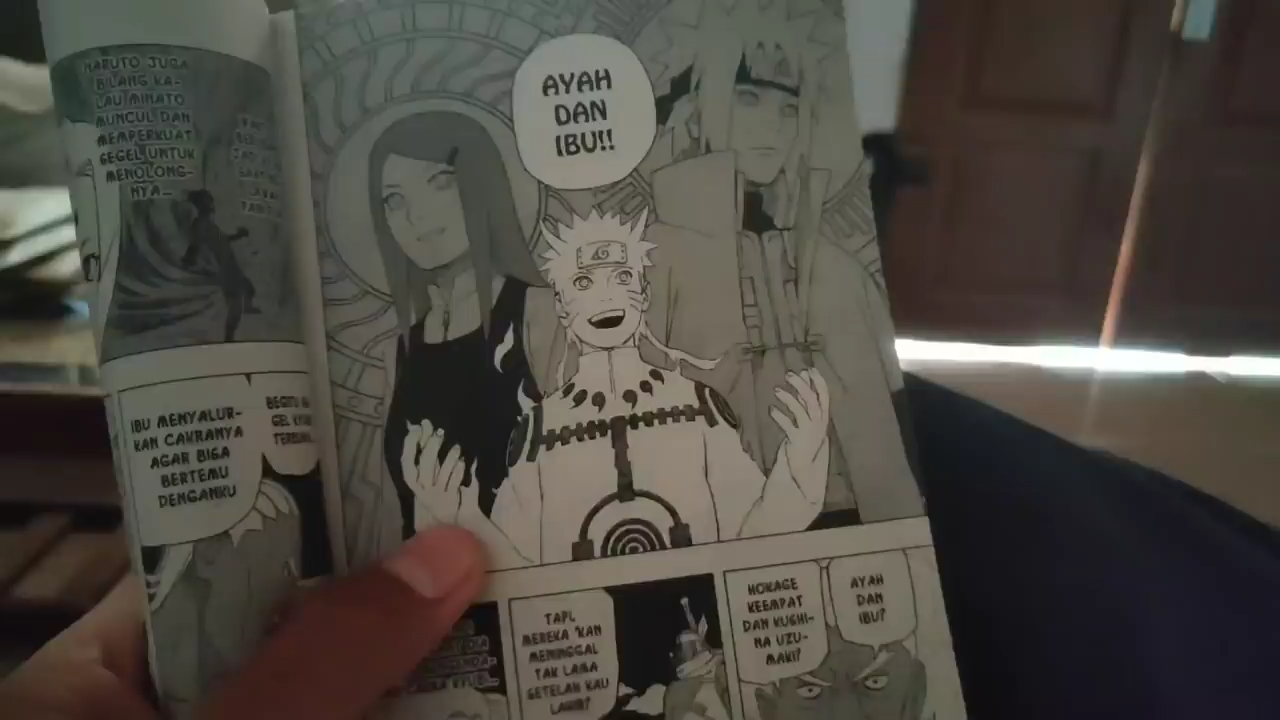 NARUTO JUGA
BILANG KA-
LAU MINATO
MUNCUL DAN
MEMPERKUAT
SEGEL UNTUK
MENOLONG-
NYA...
IBU MENYALUR-
KAN CAKRANYA
AGAR BISA
BERTEMU
DENGANKU
AYAH
DAN
IBU!!
TAPI,
MEREKA 'KAN
MENINGGAL
TAK LAMA
SETELAH KAU
LAHIR?
HOKAGE
KEEMPAT
DAN KUSHI-
NA UZU-
MAKI?
AYAH
DAN
IBU?